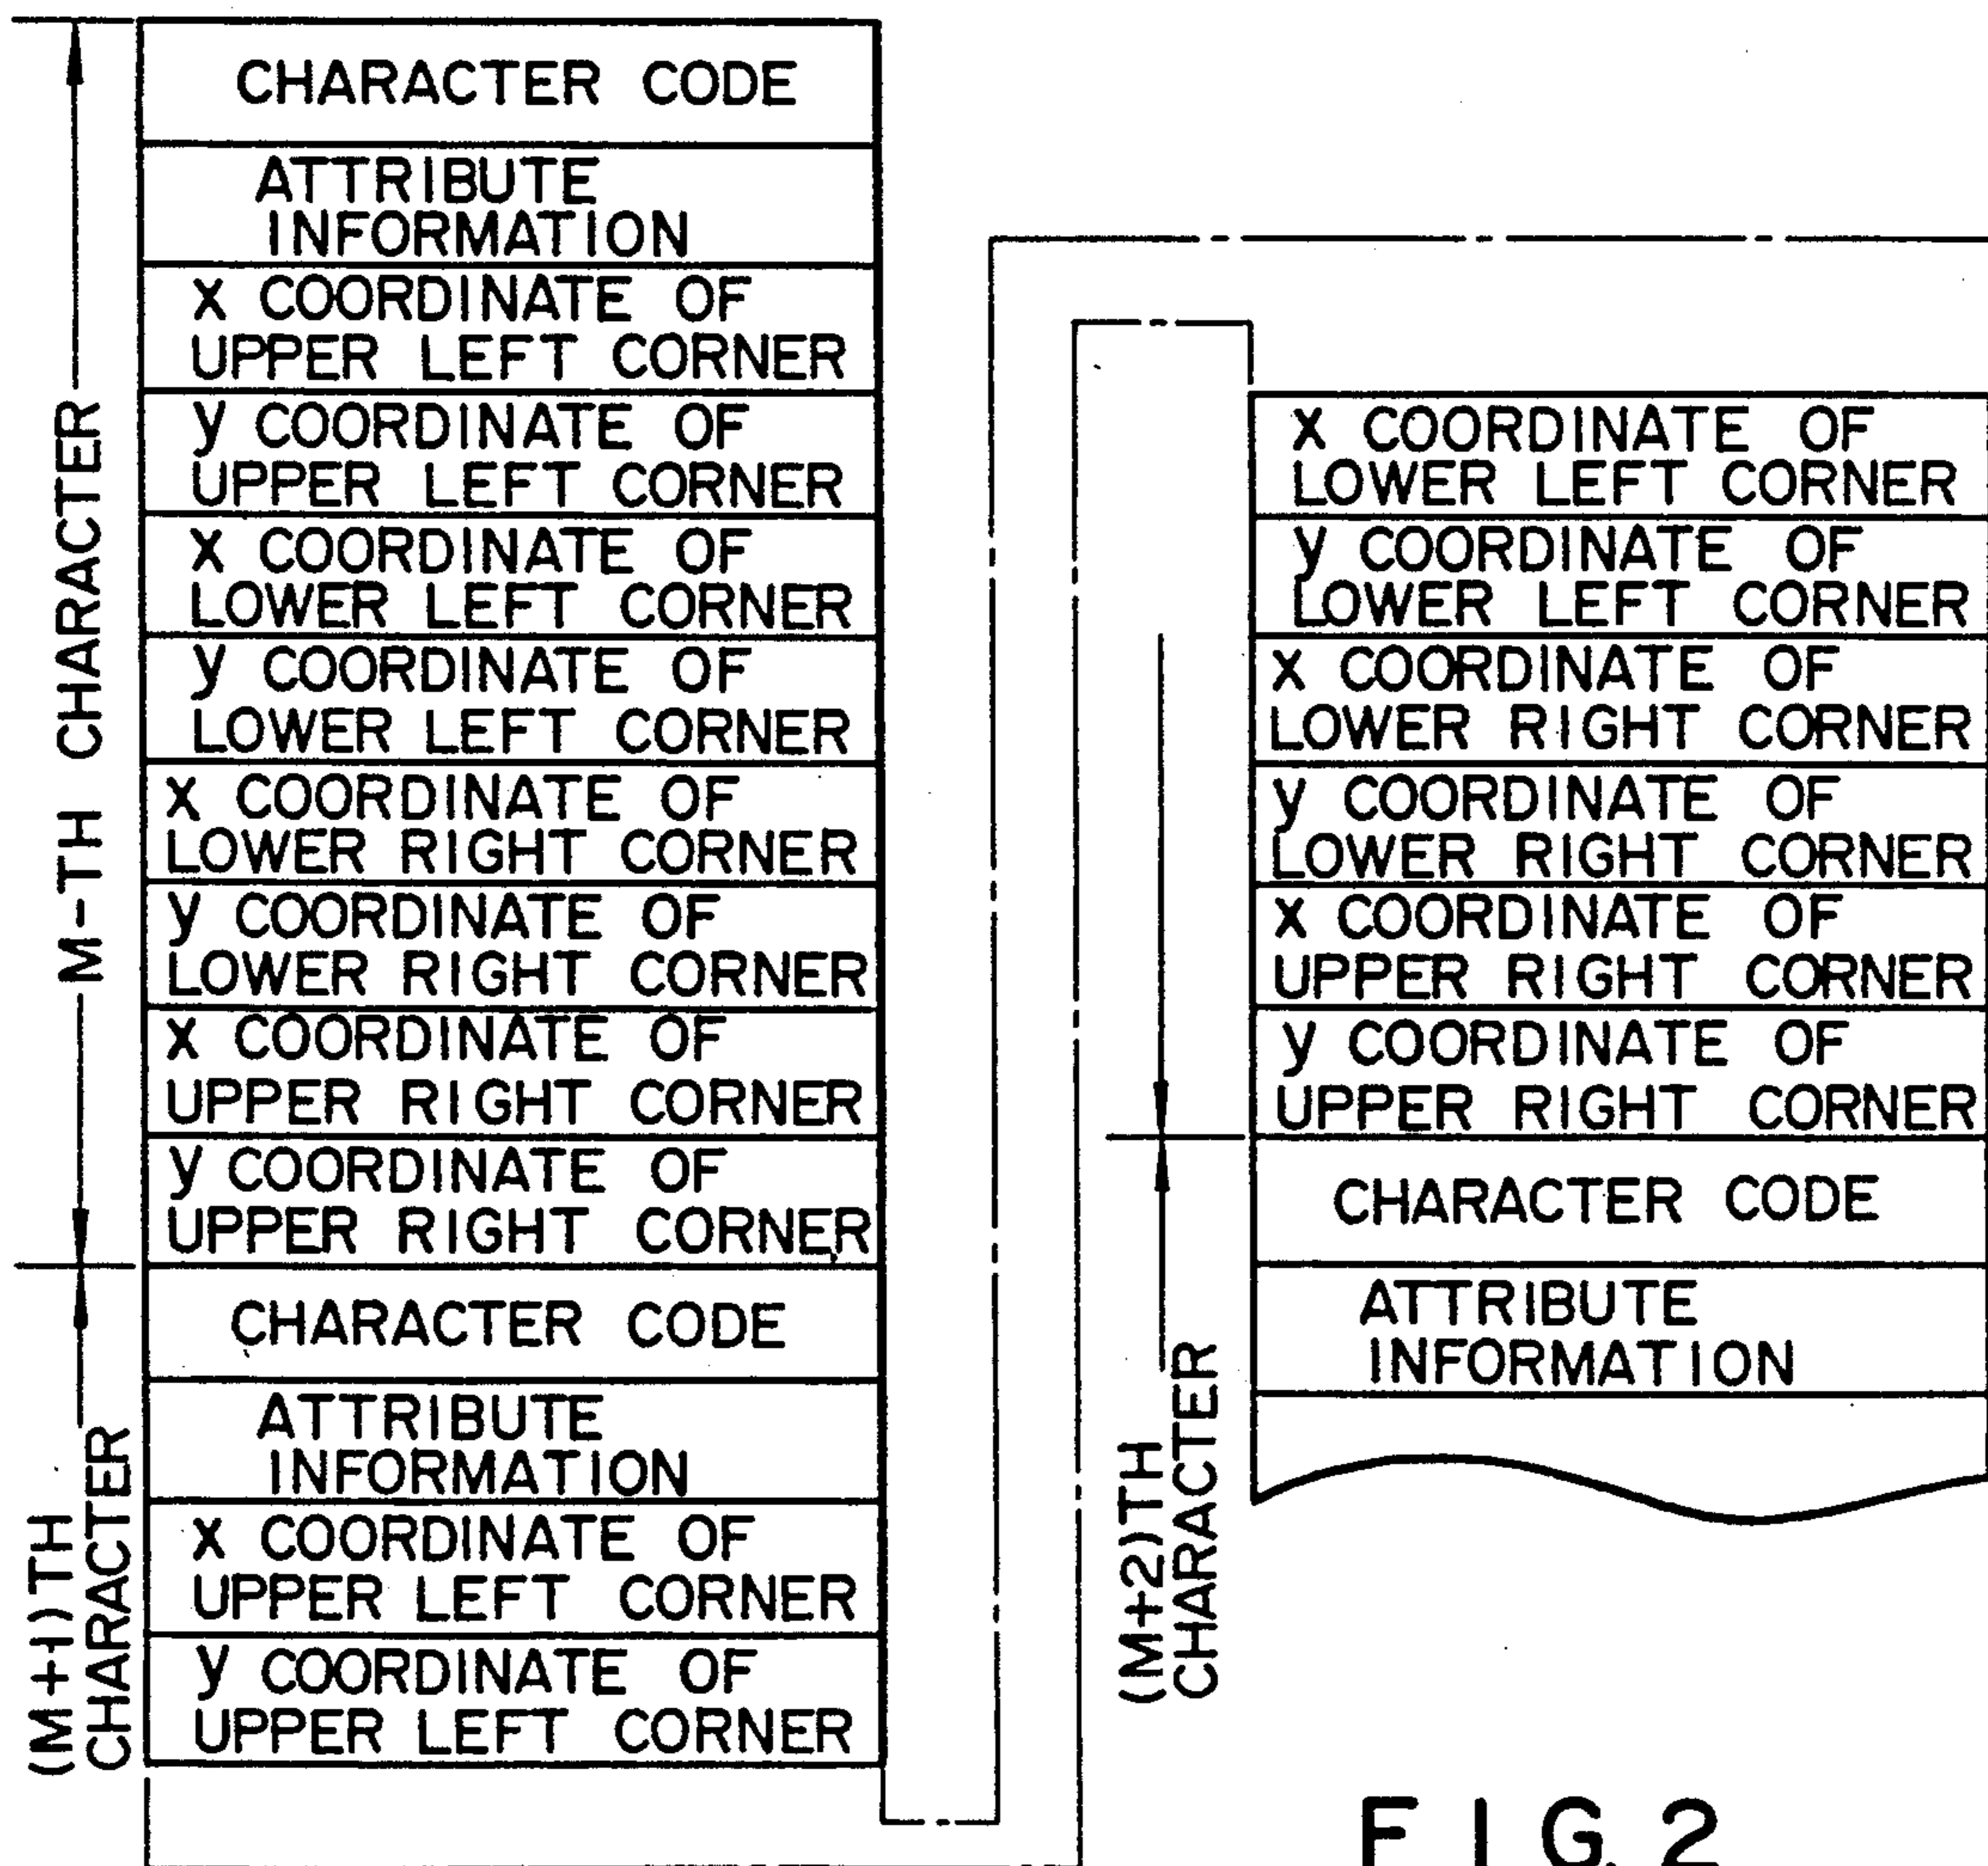 M-TH CHARACTER
CHARACTER CODE
ATTRIBUTE
INFORMATION
x COORDINATE OF
UPPER LEFT CORNER
y COORDINATE OF
UPPER LEFT CORNER
x COORDINATE OF
LOWER LEFT CORNER
y COORDINATE OF
LOWER LEFT CORNER
x COORDINATE OF
LOWER RIGHT CORNER
y COORDINATE OF
LOWER RIGHT CORNER
x COORDINATE OF
UPPER RIGHT CORNER
y COORDINATE OF
UPPER RIGHT CORNER
(M+1)TH
CHARACTER
CHARACTER CODE
ATTRIBUTE
INFORMATION
x COORDINATE OF
UPPER LEFT CORNER
y COORDINATE OF
UPPER LEFT CORNER
x COORDINATE OF
LOWER LEFT CORNER
y COORDINATE OF
LOWER LEFT CORNER
x COORDINATE OF
LOWER RIGHT CORNER
y COORDINATE OF
LOWER RIGHT CORNER
x COORDINATE OF
UPPER RIGHT CORNER
y COORDINATE OF
UPPER RIGHT CORNER
(M+2)TH
CHARACTER
CHARACTER CODE
ATTRIBUTE
INFORMATION
FIG. 2